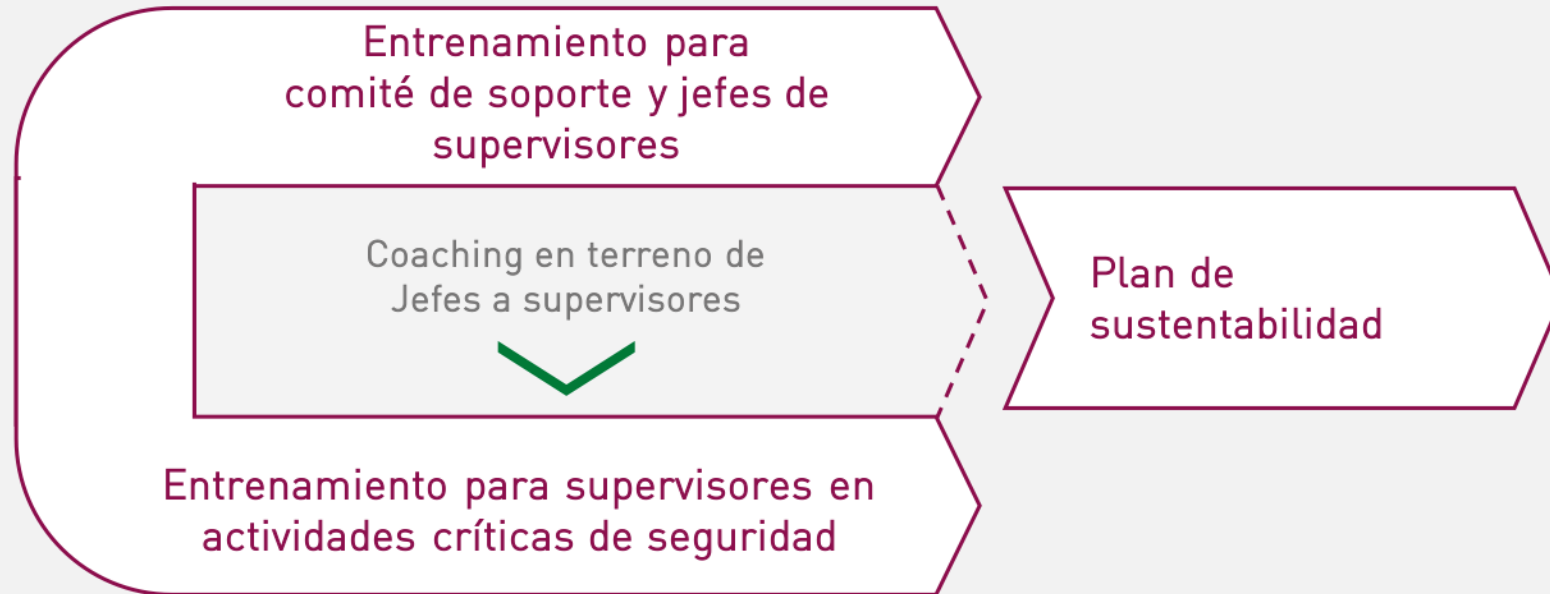 Entrenamiento para
comité de soporte y jefes de
supervisores
Coaching en terreno de
Jefes a supervisores
Plan de
sustentabilidad
Entrenamiento para supervisores en
actividades críticas de seguridad